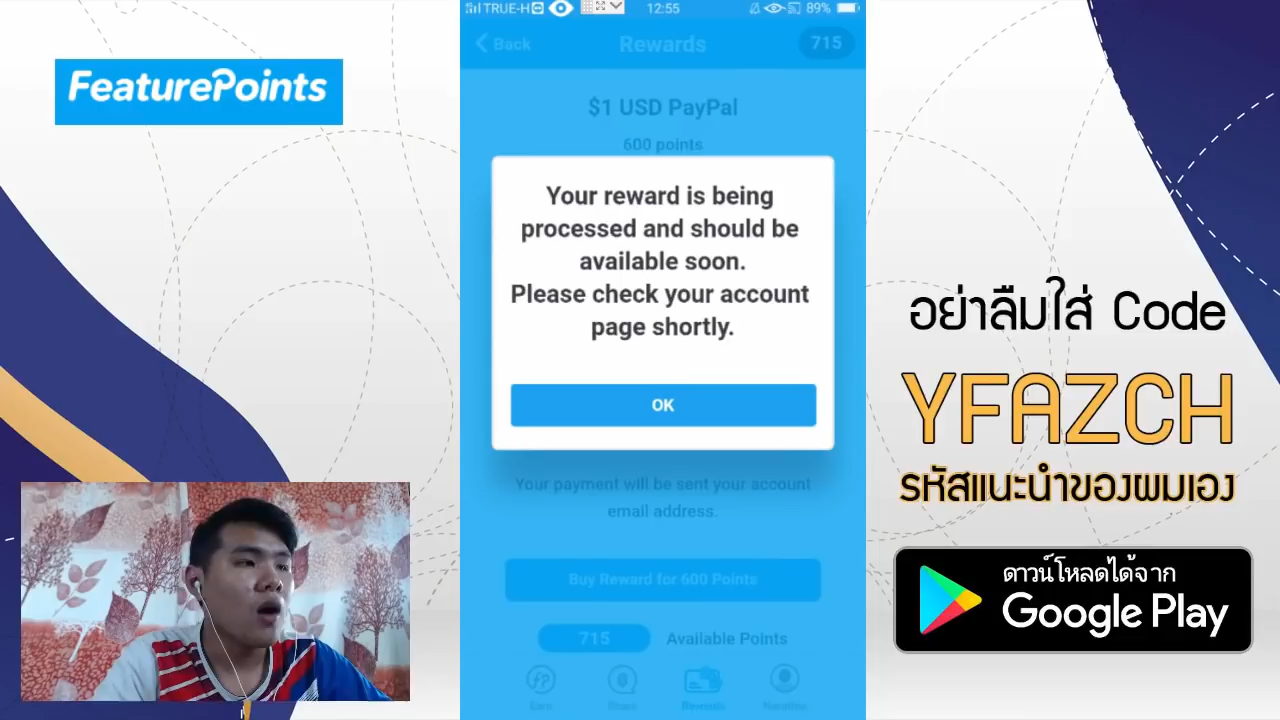 FeaturePoints
TRUE-H
12:55
89%
Back
Rewards
715
$1 USD PayPal
600 points
Your reward is being
processed and should be
available soon.
Please check your account
page shortly.
OK
Your payment will be sent your account
email address.
Buy Reward for 600 Points
715
Available Points
Earn
Share
Rewards
อย่าลืมใส่ Code
YFAZCH
รหัสแนะนำของผมเอง
ดาวน์โหลดได้จาก
Google Play